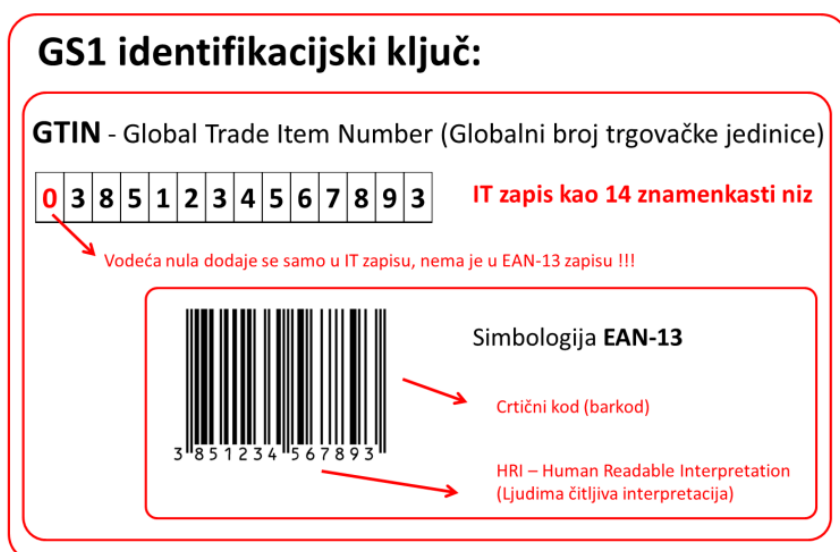 GS1 identifikacijski ključ:
GTIN - Global Trade Item Number (Globalni broj trgovačke jedinice)
0 3 8 5 1 2 3 4 5 6 7 8 9 3
IT zapis kao 14 znamenkasti niz
Vodeća nula dodaje se samo u IT zapisu, nema je u EAN-13 zapisu !!!
Simbologija EAN-13
Crtični kod (barkod)
3 851234 567893
HRI – Human Readable Interpretation
(Ljudima čitljiva interpretacija)